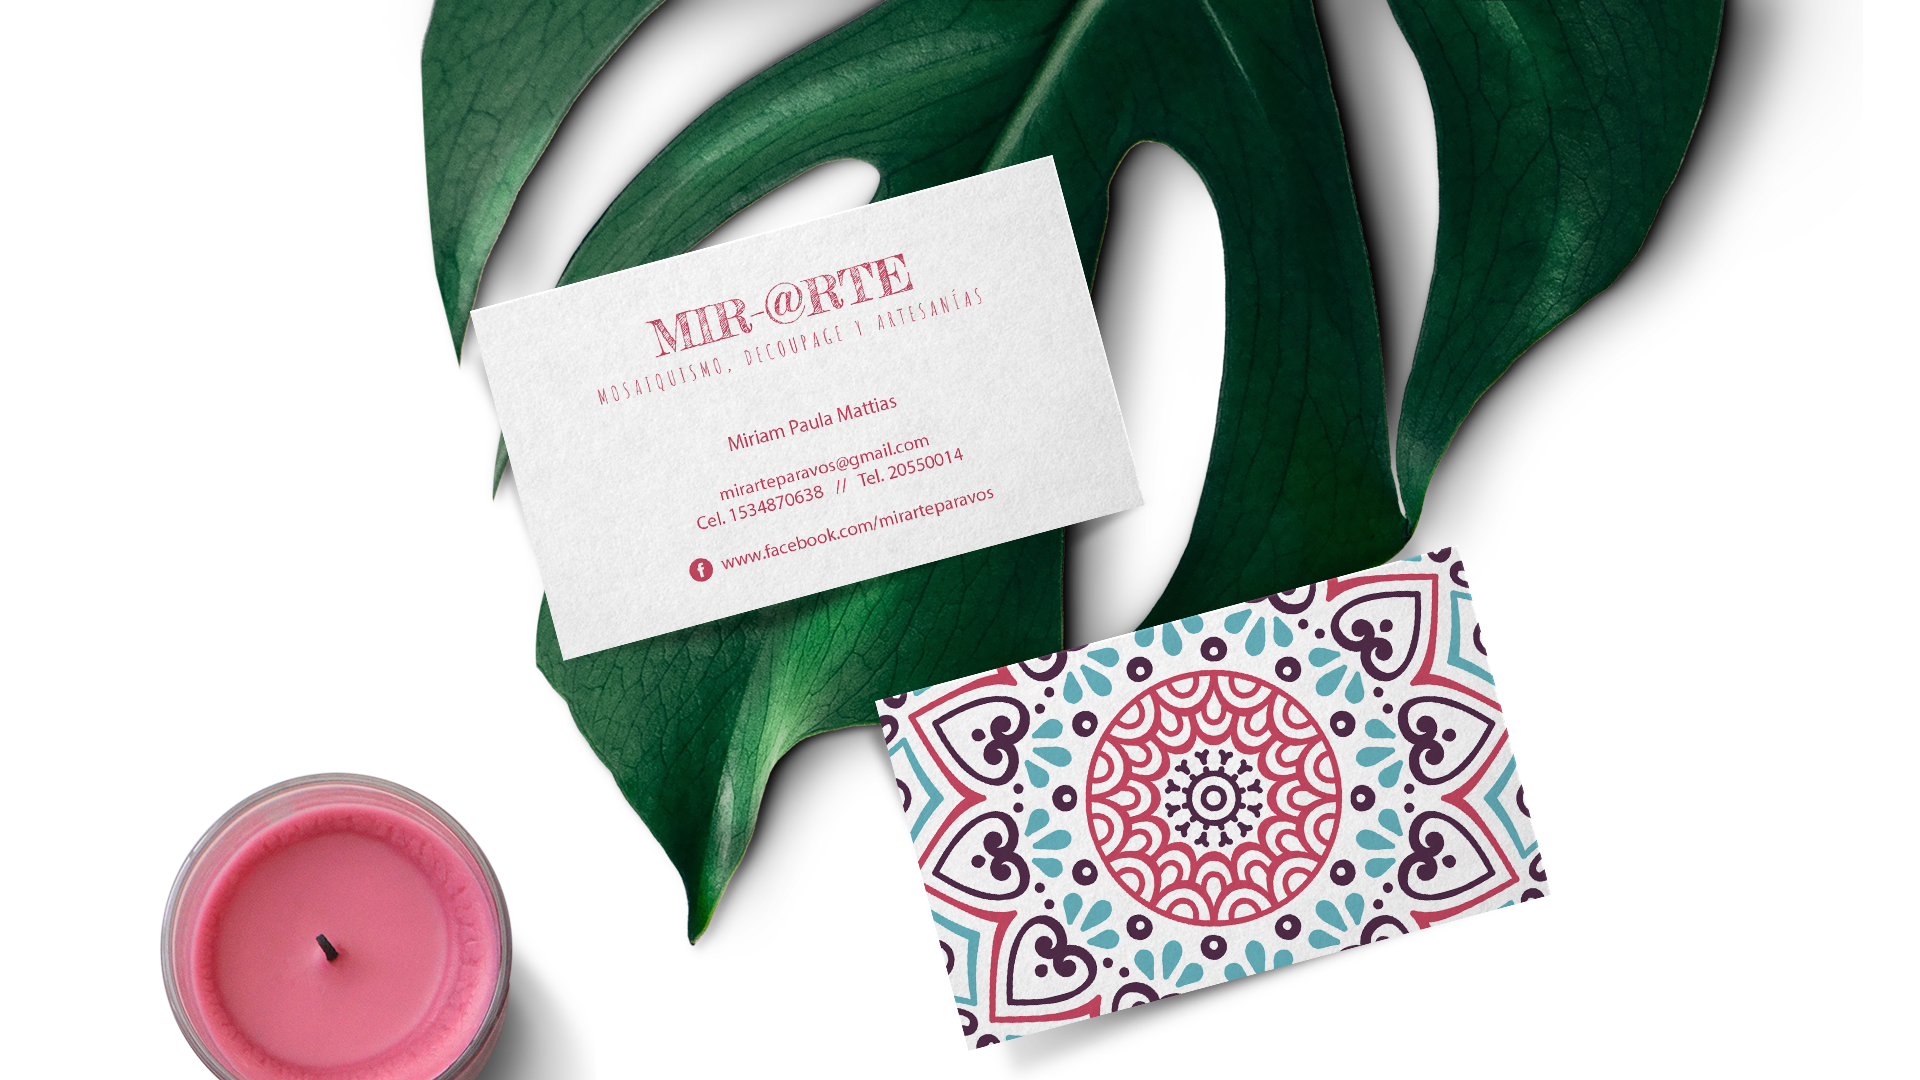 MIR-@RTE
MOSAIQUISMO, DECOUPAGE Y ARTESANÍAS
Miriam Paula Mattias
mirarteparavos@gmail.com
Cel. 1534870638 // Tel. 20550014
www.facebook.com/mirarteparavos